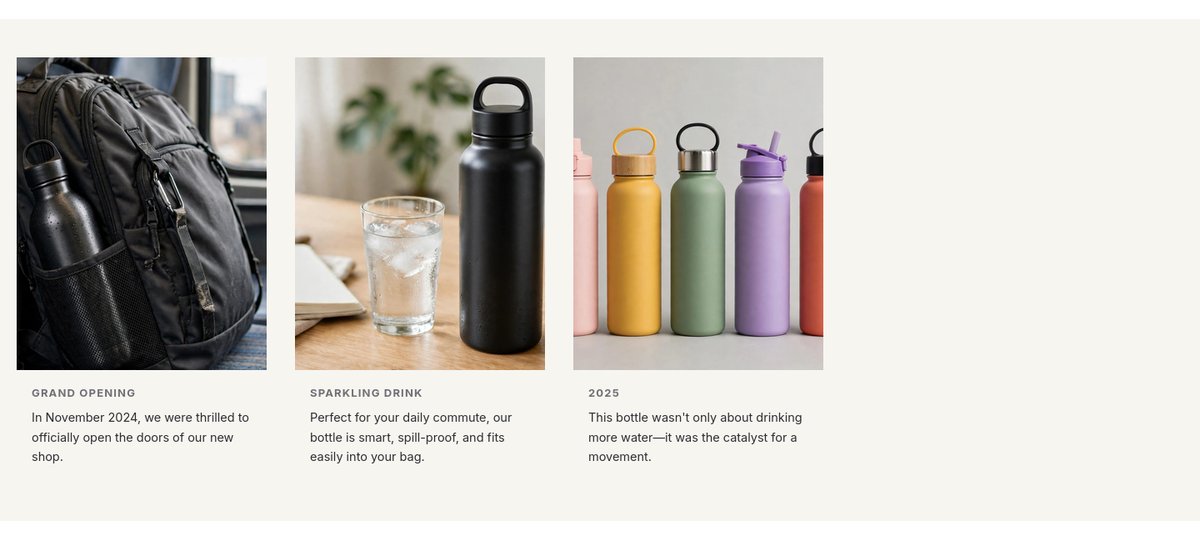 GRAND OPENING
In November 2024, we were thrilled to
officially open the doors of our new
shop.
SPARKLING DRINK
Perfect for your daily commute, our
bottle is smart, spill-proof, and fits
easily into your bag.
2025
This bottle wasn't only about drinking
more water—it was the catalyst for a
movement.